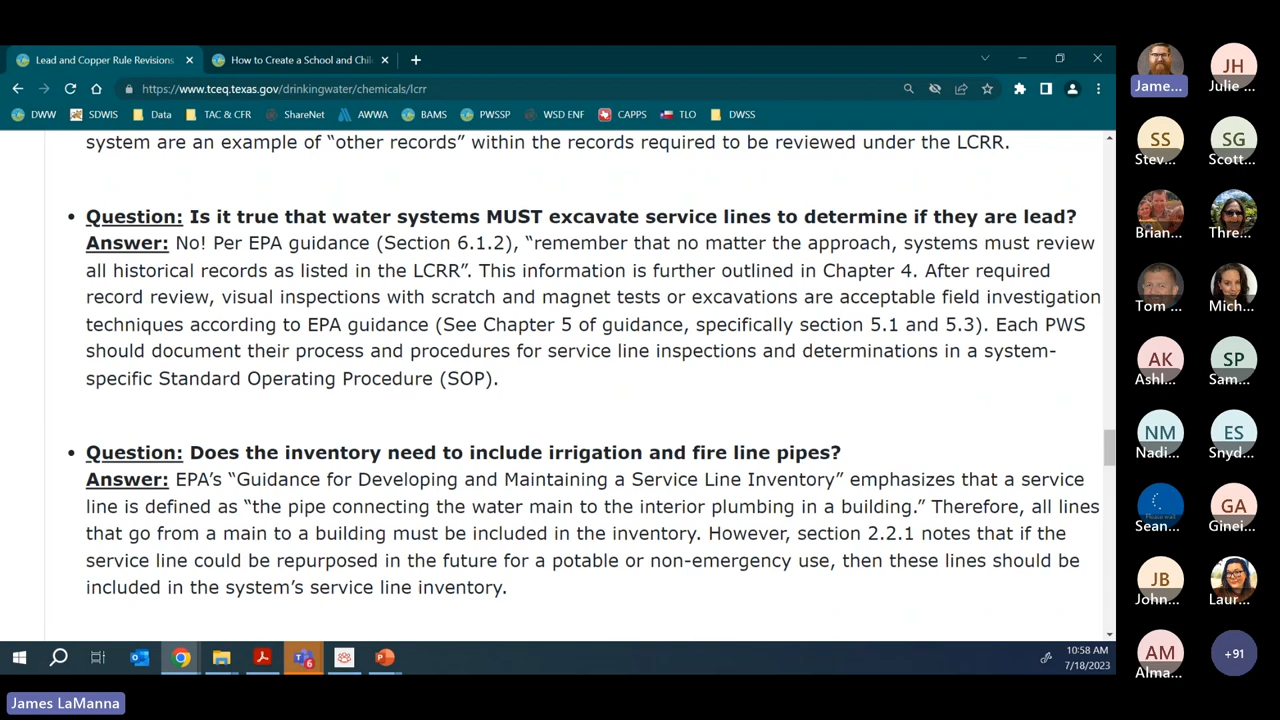 Lead and Copper Rule Revisions
How to Create a School and Chil
https://www.tceq.texas.gov/drinkingwater/chemicals/lcrr
DWW SDWIS Data TAC & CFR ShareNet AWWA BAMS PWSSP WSD ENF CAPPS TLO DWSS
system are an example of “other records” within the records required to be reviewed under the LCRR.
• Question: Is it true that water systems MUST excavate service lines to determine if they are lead?
Answer: No! Per EPA guidance (Section 6.1.2), “remember that no matter the approach, systems must review
all historical records as listed in the LCRR”. This information is further outlined in Chapter 4. After required
record review, visual inspections with scratch and magnet tests or excavations are acceptable field investigation
techniques according to EPA guidance (See Chapter 5 of guidance, specifically section 5.1 and 5.3). Each PWS
should document their process and procedures for service line inspections and determinations in a system-
specific Standard Operating Procedure (SOP).
• Question: Does the inventory need to include irrigation and fire line pipes?
Answer: EPA’s “Guidance for Developing and Maintaining a Service Line Inventory” emphasizes that a service
line is defined as “the pipe connecting the water main to the interior plumbing in a building.” Therefore, all lines
that go from a main to a building must be included in the inventory. However, section 2.2.1 notes that if the
service line could be repurposed in the future for a potable or non-emergency use, then these lines should be
included in the system’s service line inventory.
6
10:58 AM
7/18/2023
James LaManna
Jame...
JH
Julie ...
SS
Stev...
SG
Scott...
Brian...
Thre...
Tom ...
Mich...
AK
Ashl...
SP
Sam...
NM
Nadi...
ES
Snyd...
Sean...
GA
Ginei...
JB
John...
Laur...
AM
Alma...
+91